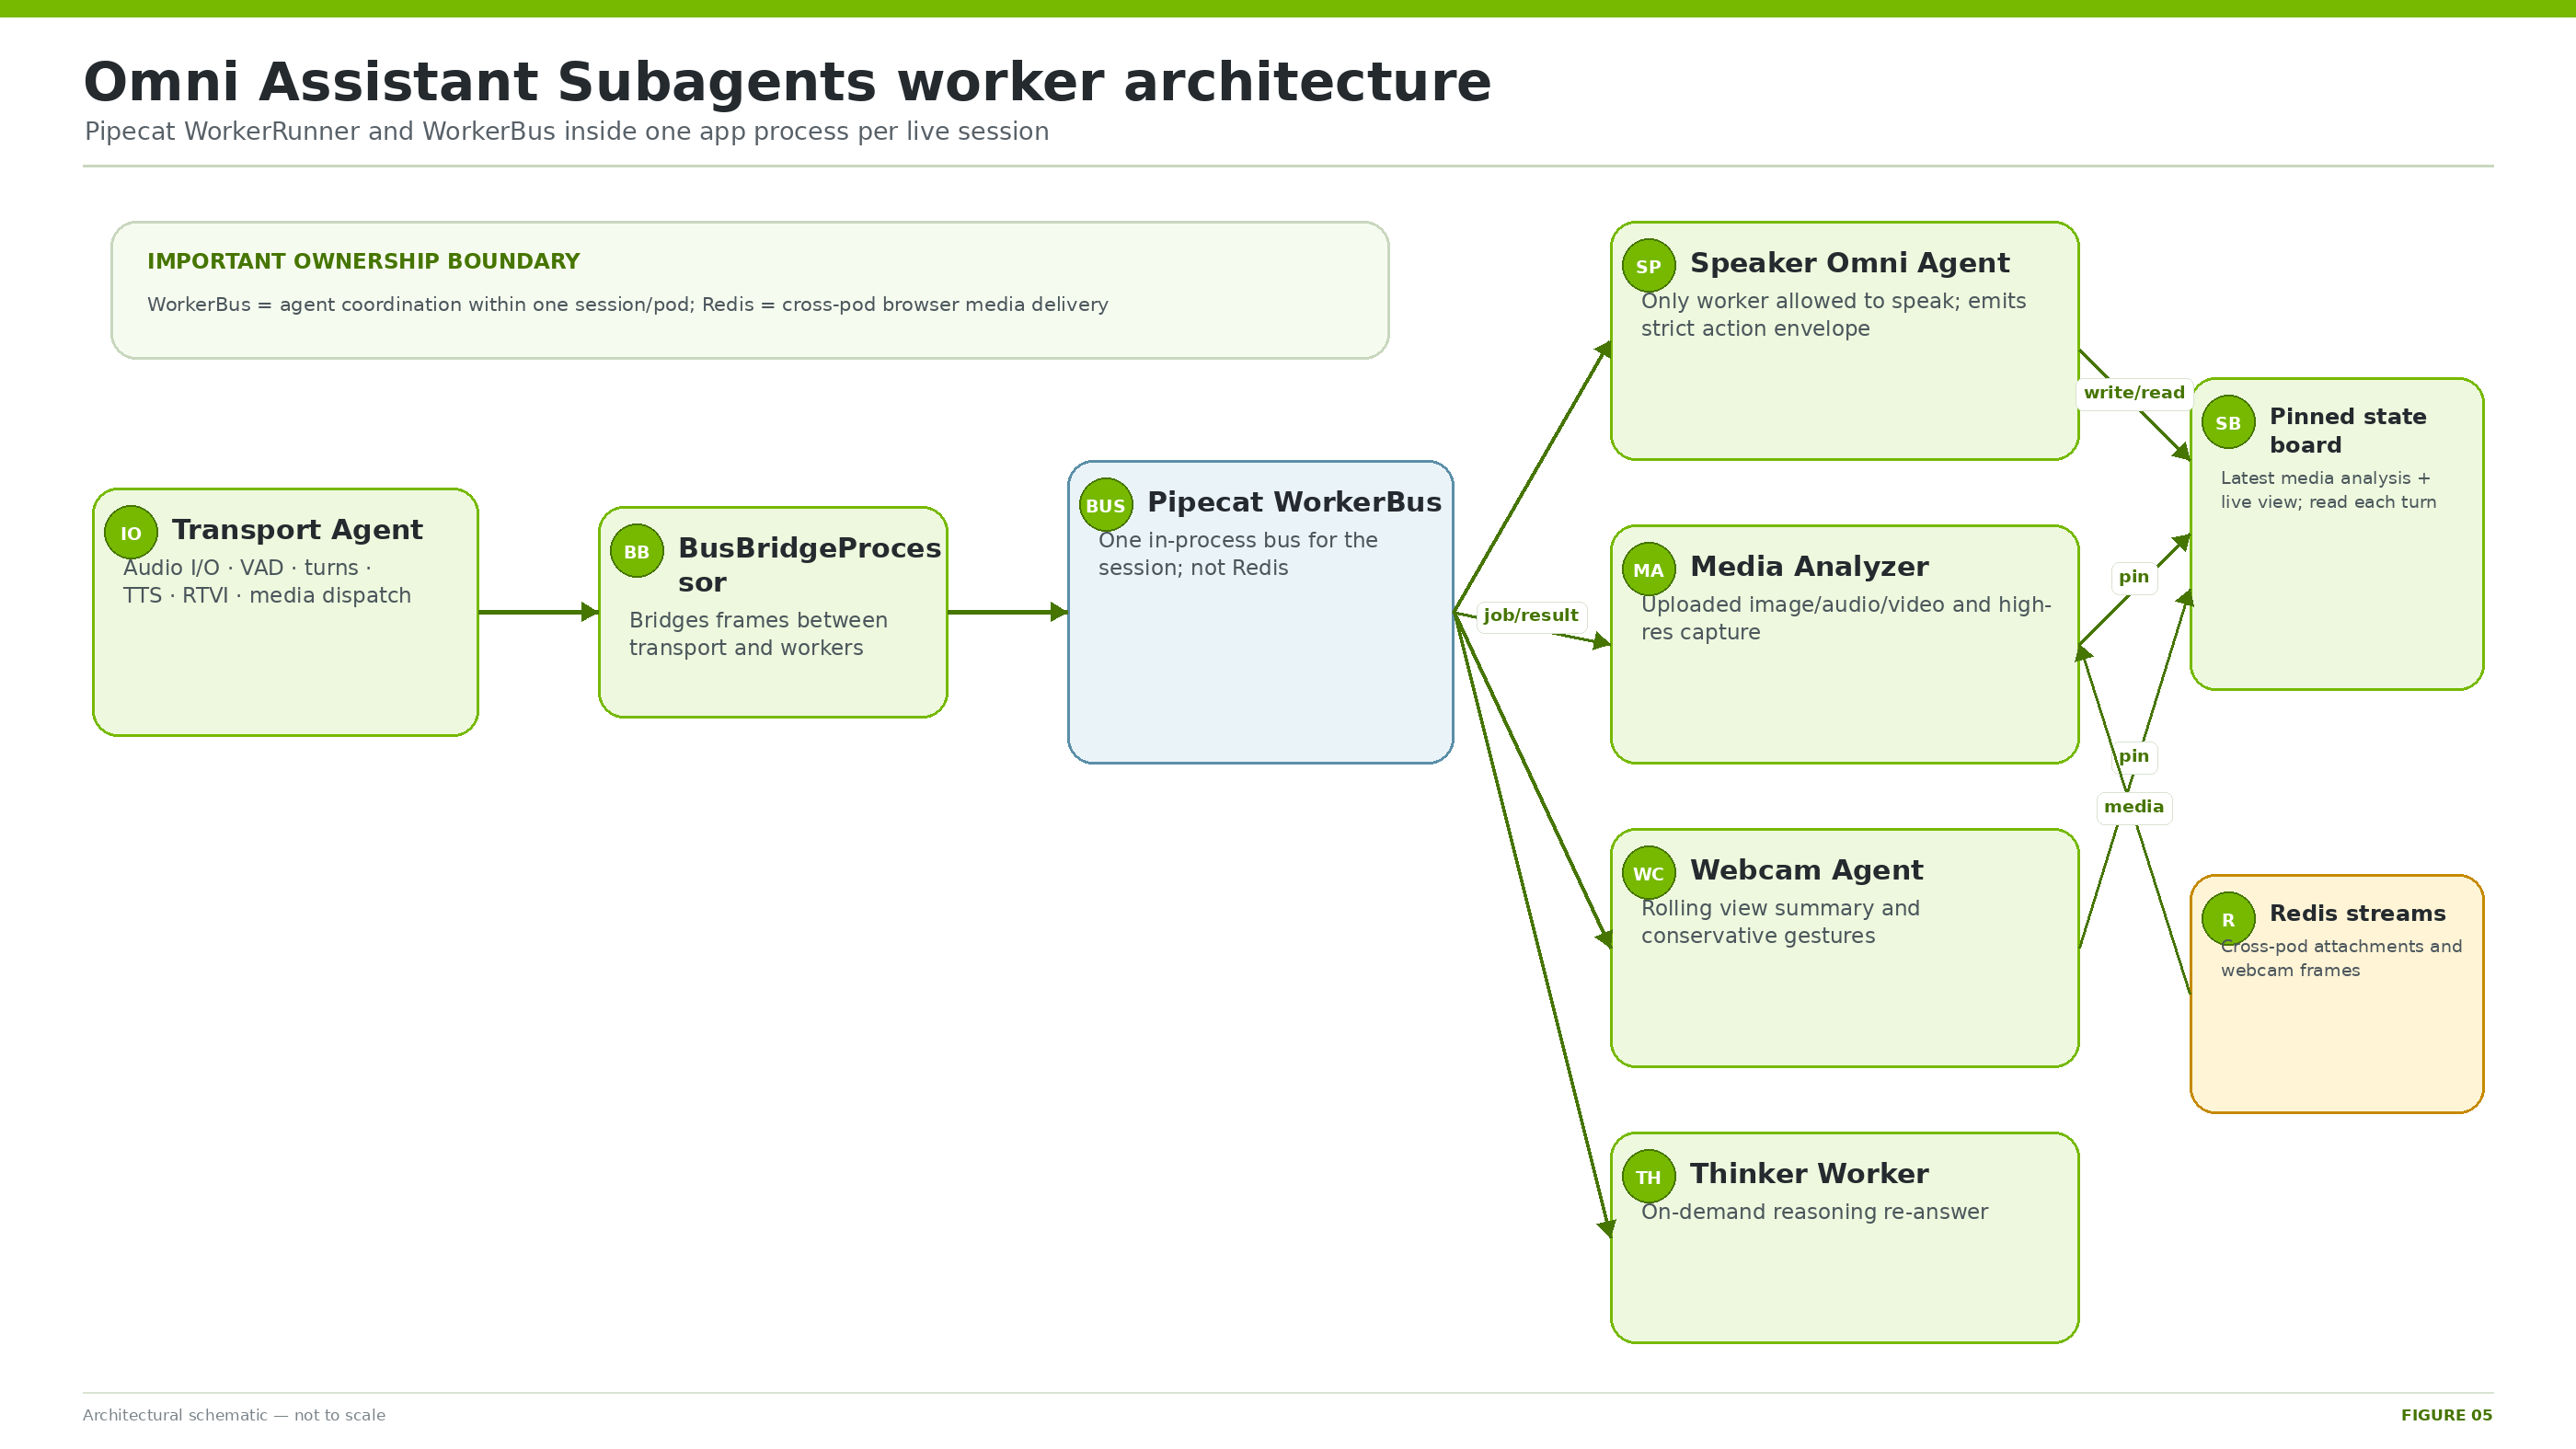 Omni Assistant Subagents worker architecture
Pipecat WorkerRunner and WorkerBus inside one app process per live session
IMPORTANT OWNERSHIP BOUNDARY
WorkerBus = agent coordination within one session/pod; Redis = cross-pod browser media delivery
IO
Transport Agent
Audio I/O · VAD · turns ·
TTS · RTVI · media dispatch
BB
BusBridgeProces
sor
Bridges frames between
transport and workers
BUS
Pipecat WorkerBus
One in-process bus for the
session; not Redis
job/result
SP
Speaker Omni Agent
Only worker allowed to speak; emits
strict action envelope
MA
Media Analyzer
Uploaded image/audio/video and high-
res capture
WC
Webcam Agent
Rolling view summary and
conservative gestures
TH
Thinker Worker
On-demand reasoning re-answer
write/read
pin
pin
media
SB
Pinned state
board
Latest media analysis +
live view; read each turn
R
Redis streams
Cross-pod attachments and
webcam frames
Architectural schematic — not to scale
FIGURE 05